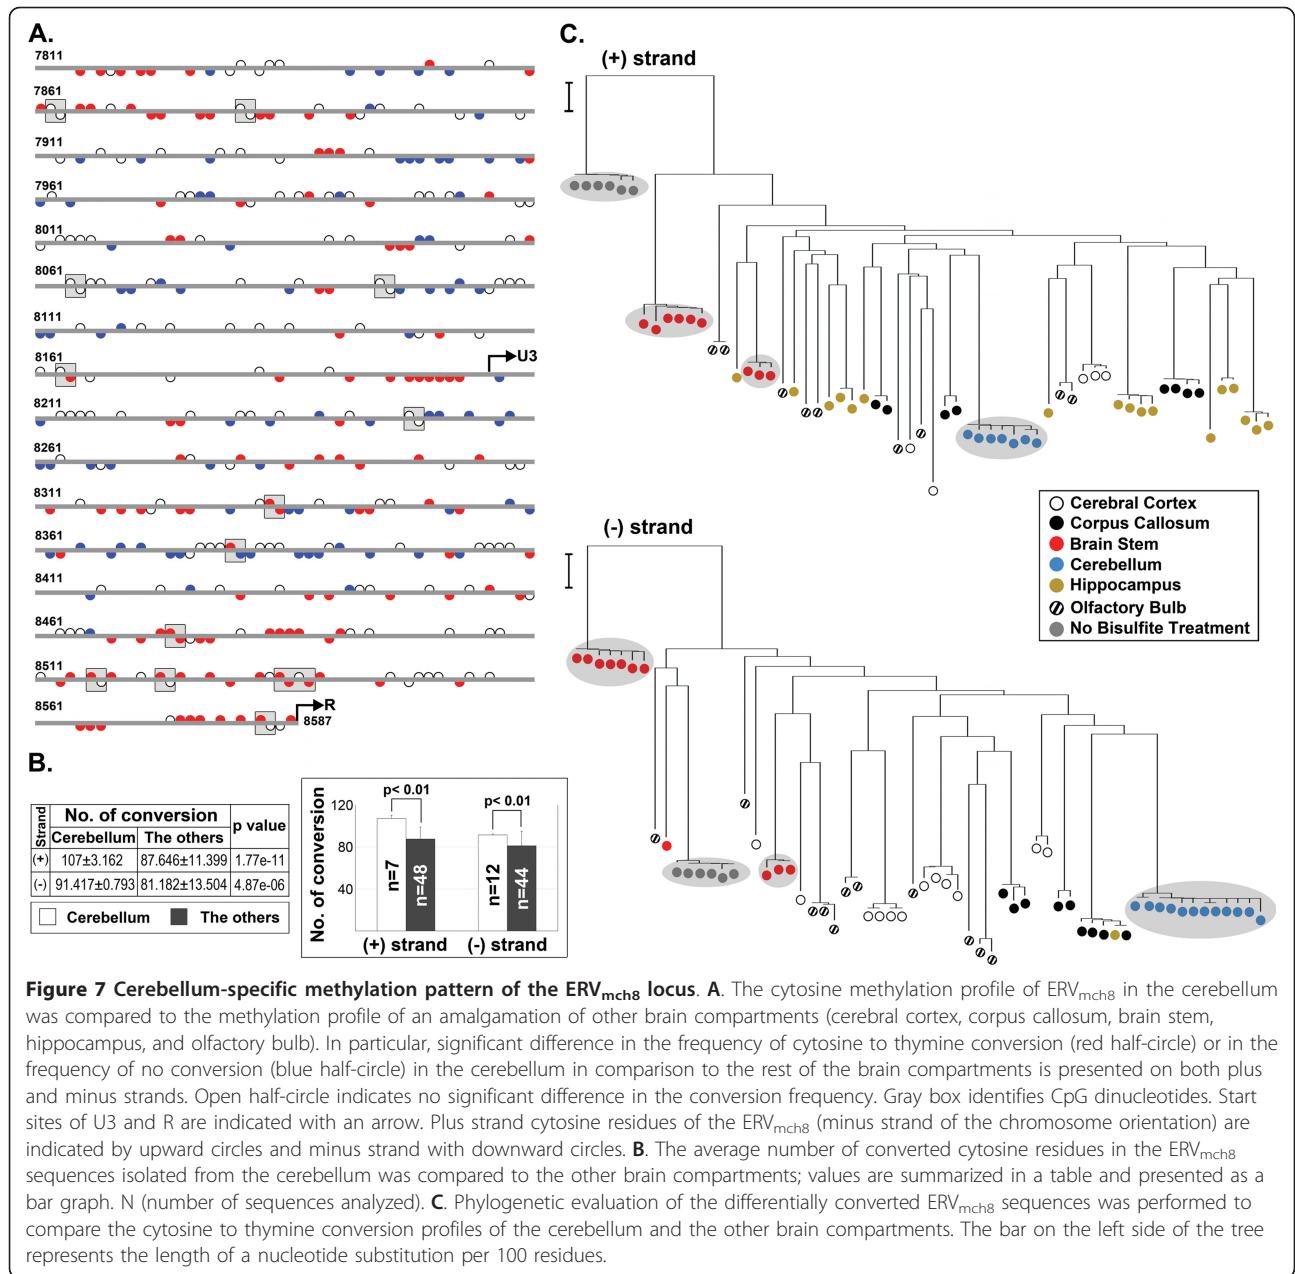 A.
7811
7861
7911
7961
8011
8061
8111
8161
U3
8211
8261
8311
8361
8411
8461
8511
8561
R
8587
B.
Strand
No. of conversion
p value
Cerebellum
The others
(+) 107±3.162 87.646±11.399 1.77e-11
(-) 91.417±0.793 81.182±13.504 4.87e-06
Cerebellum The others
No. of conversion
120
80
40
p< 0.01
p< 0.01
n=7
n=48
n=12
n=44
(+) strand (-) strand
C.
(+) strand
(-) strand
Cerebral Cortex
Corpus Callosum
Brain Stem
Cerebellum
Hippocampus
Olfactory Bulb
No Bisulfite Treatment
Figure 7 Cerebellum-specific methylation pattern of the ERVmch8 locus. A. The cytosine methylation profile of ERVmch8 in the cerebellum
was compared to the methylation profile of an amalgamation of other brain compartments (cerebral cortex, corpus callosum, brain stem,
hippocampus, and olfactory bulb). In particular, significant difference in the frequency of cytosine to thymine conversion (red half-circle) or in the
frequency of no conversion (blue half-circle) in the cerebellum in comparison to the rest of the brain compartments is presented on both plus
and minus strands. Open half-circle indicates no significant difference in the conversion frequency. Gray box identifies CpG dinucleotides. Start
sites of U3 and R are indicated with an arrow. Plus strand cytosine residues of the ERVmch8 (minus strand of the chromosome orientation) are
indicated by upward circles and minus strand with downward circles. B. The average number of converted cytosine residues in the ERVmch8
sequences isolated from the cerebellum was compared to the other brain compartments; values are summarized in a table and presented as a
bar graph. N (number of sequences analyzed). C. Phylogenetic evaluation of the differentially converted ERVmch8 sequences was performed to
compare the cytosine to thymine conversion profiles of the cerebellum and the other brain compartments. The bar on the left side of the tree
represents the length of a nucleotide substitution per 100 residues.